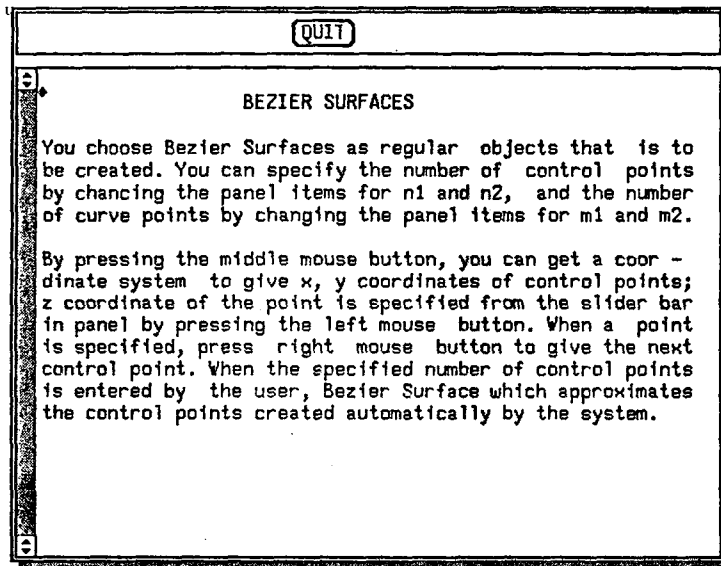 QUIT
BEZIER SURFACES
You choose Bezier Surfaces as regular objects that is to
be created. You can specify the number of control points
by chancing the panel items for n1 and n2, and the number
of curve points by changing the panel items for m1 and m2.
By pressing the middle mouse button, you can get a coor -
dinate system to give x, y coordinates of control points;
z coordinate of the point is specified from the slider bar
in panel by pressing the left mouse button. When a point
is specified, press right mouse button to give the next
control point. When the specified number of control points
is entered by the user, Bezier Surface which approximates
the control points created automatically by the system.